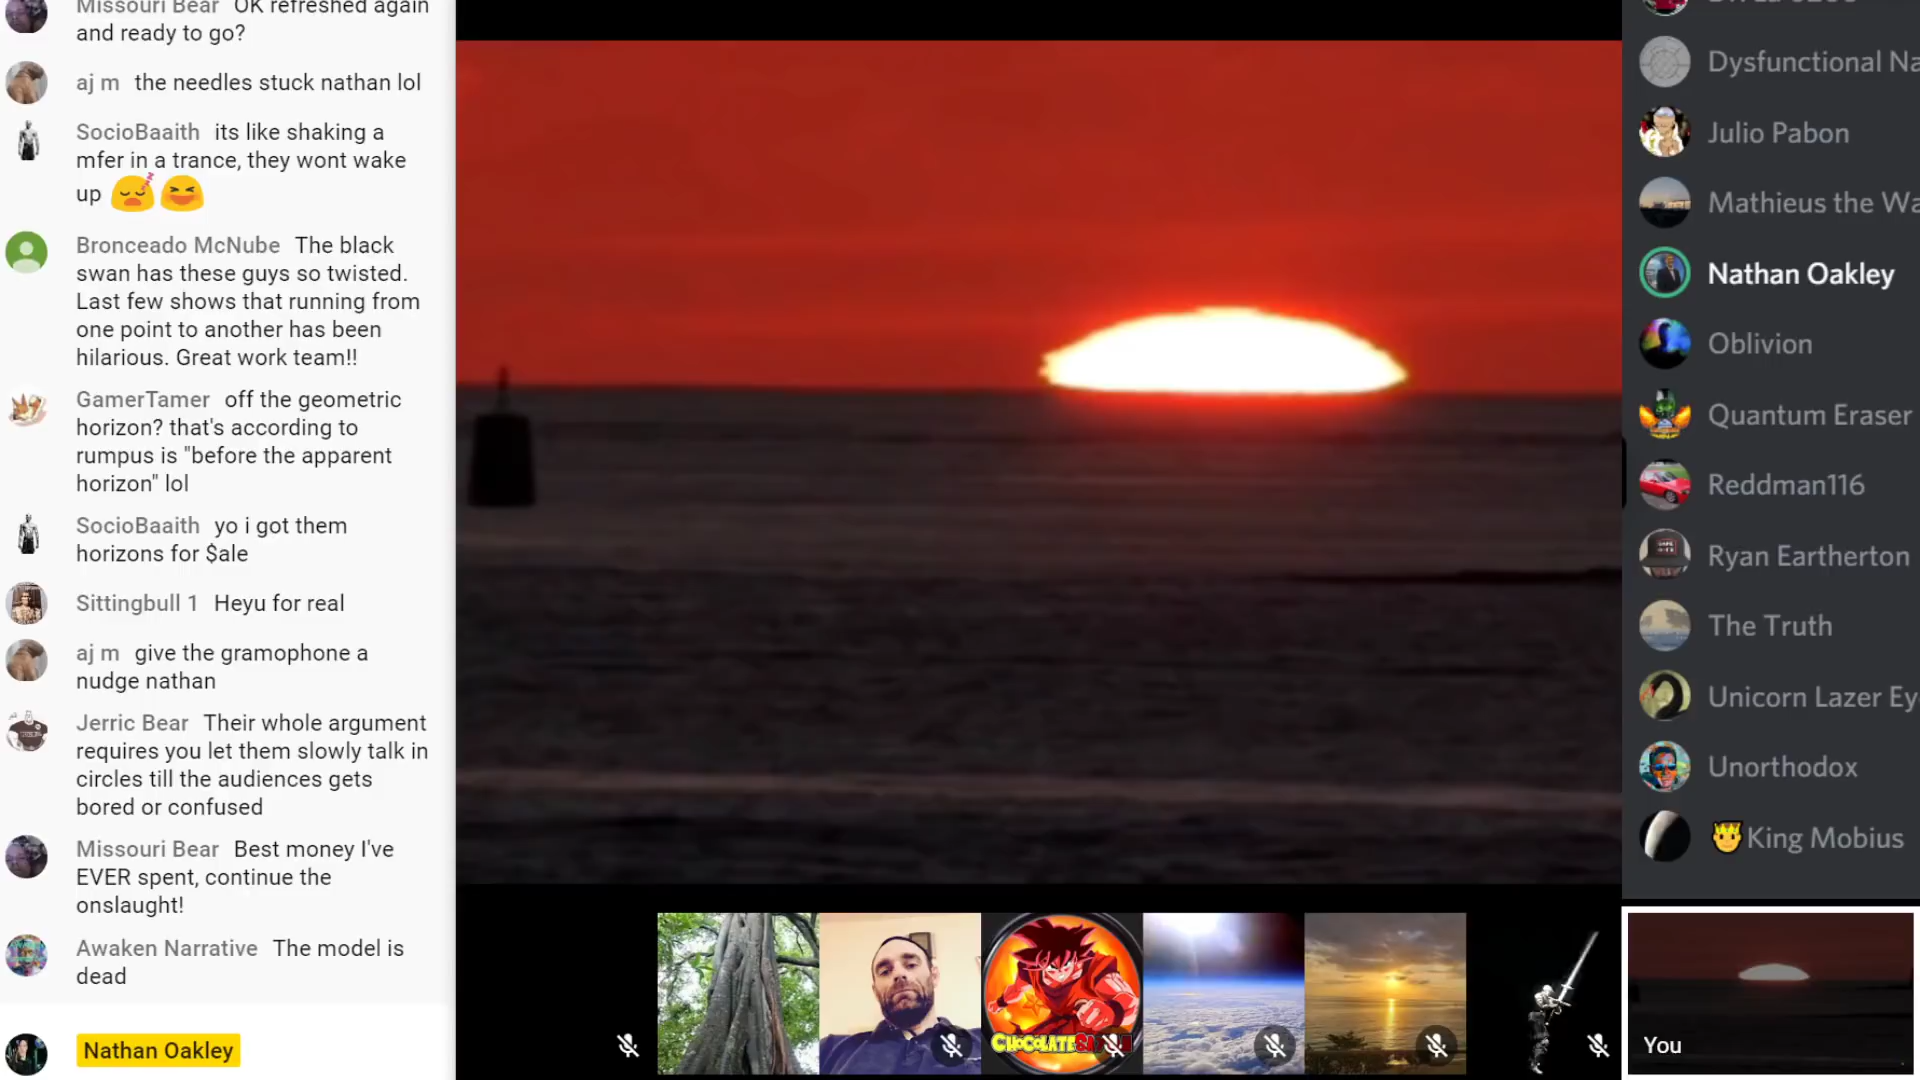 Missouri Bear OK refreshed again
and ready to go?
aj m the needles stuck nathan lol
SocioBaaith its like shaking a
mfer in a trance, they wont wake
up
Bronceado McNube The black
swan has these guys so twisted.
Last few shows that running from
one point to another has been
hilarious. Great work team!!
GamerTamer off the geometric
horizon? that's according to
rumpus is "before the apparent
horizon" lol
SocioBaaith yo i got them
horizons for $ale
Sittingbull 1 Heyu for real
aj m give the gramophone a
nudge nathan
Jerric Bear Their whole argument
requires you let them slowly talk in
circles till the audiences gets
bored or confused
Missouri Bear Best money I've
EVER spent, continue the
onslaught!
Awaken Narrative The model is
dead
Nathan Oakley
Dysfunctional Na
Julio Pabon
Mathieus the Wa
Nathan Oakley
Oblivion
Quantum Eraser
Reddman116
Ryan Eartherton
The Truth
Unicorn Lazer Ey
Unorthodox
King Mobius
You